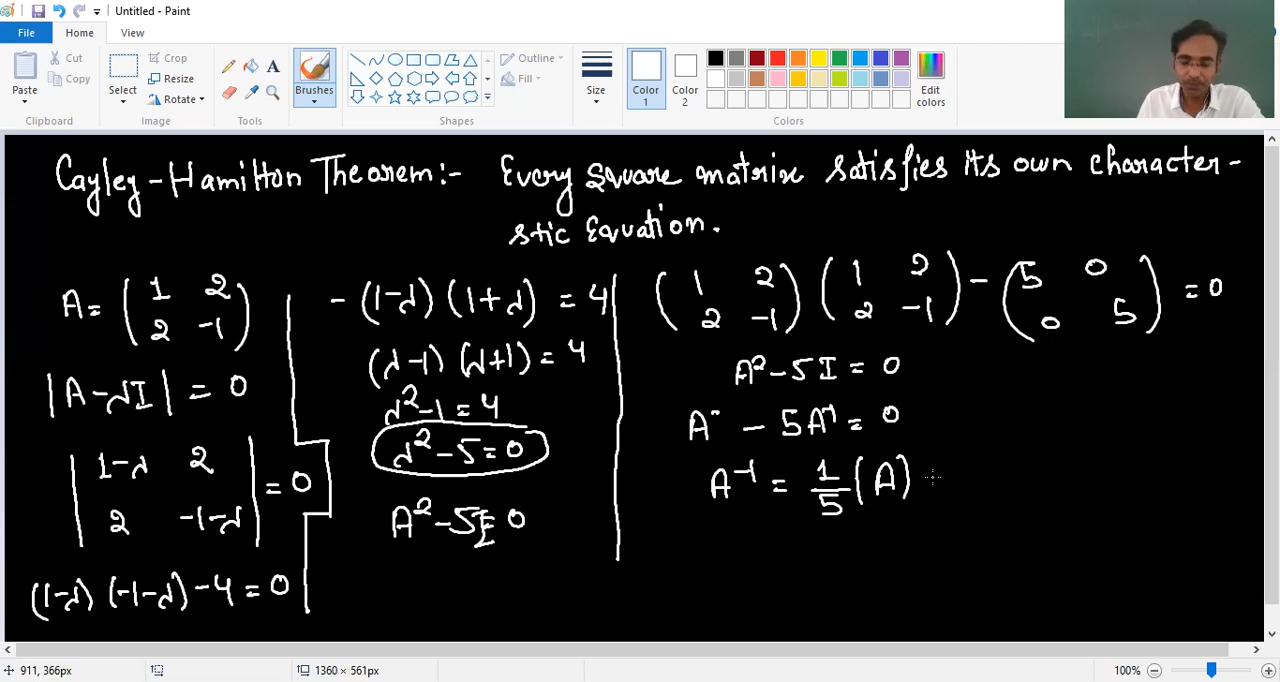 Untitled - Paint
File Home View
Paste
Cut
Copy
Clipboard
Select
Crop
Resize
Rotate
Image
Tools
Brushes
Shapes
Outline
Fill
Size
Color 1
Color 2
Edit colors
Colors
Cayley-Hamilton Theorem:- Every square matrix satisfies its own character-
stic Equation.
A = ( 1 2
2 -1 )
|A-λI| = 0
| 1-λ 2
2 -1-λ | = 0
(1-λ) (-1-λ) -4 = 0
-(1-λ) (1+λ) = 4
(λ-1) (λ+1) = 4
λ² -1 = 4
λ² - 5 = 0
A² - 5I = 0
( 1 2
2 -1 ) ( 1 2
2 -1 ) - ( 5 0
0 5 ) = 0
A² - 5I = 0
A - 5A⁻¹ = 0
A⁻¹ = 1/5 (A)
911, 366px
1360 × 561px
100%